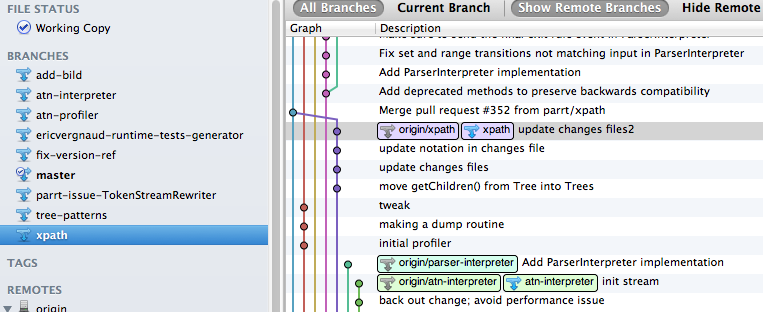 FILE STATUS
Working Copy
BRANCHES
add-bild
atn-interpreter
atn-profiler
ericvergnaud-runtime-tests-generator
fix-version-ref
master
parrt-issue-TokenStreamRewriter
tree-patterns
xpath
TAGS
REMOTES
origin
All Branches Current Branch Show Remote Branches Hide Remote
Graph Description
Fix set and range transitions not matching input in ParserInterpreter
Add ParserInterpreter implementation
Add deprecated methods to preserve backwards compatibility
Merge pull request #352 from parrt/xpath
origin/xpath xpath update changes files2
update notation in changes file
update changes files
move getChildren() from Tree into Trees
tweak
making a dump routine
initial profiler
origin/parser-interpreter Add ParserInterpreter implementation
origin/atn-interpreter atn-interpreter init stream
back out change; avoid performance issue